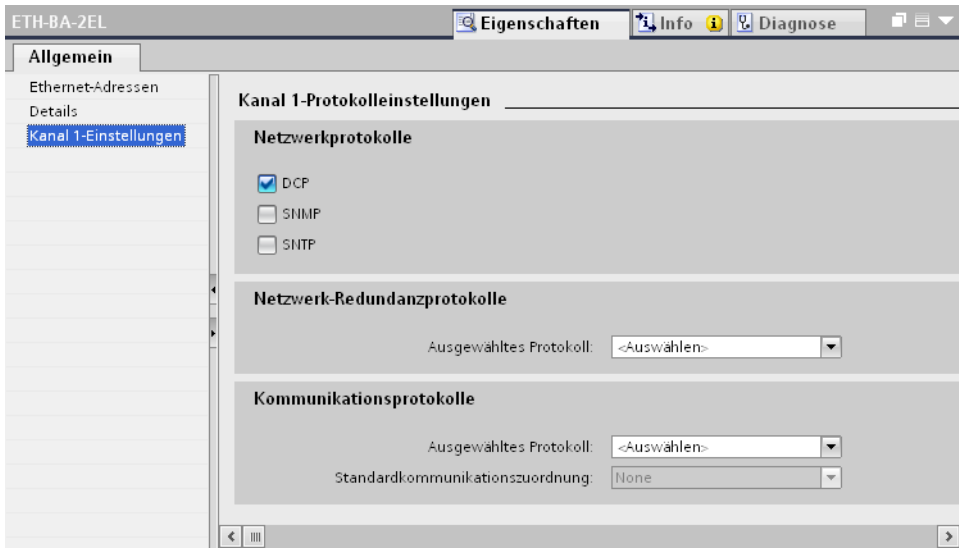 ETH-BA-2EL
Eigenschaften
Info
Diagnose
Allgemein
Ethernet-Adressen
Details
Kanal 1-Einstellungen
Kanal 1-Protokolleinstellungen
Netzwerkprotokolle
DCP
SNMP
SNTP
Netzwerk-Redundanzprotokolle
Ausgewähltes Protokoll: <Auswählen>
Kommunikationsprotokolle
Ausgewähltes Protokoll: <Auswählen>
Standardkommunikationszuordnung: None